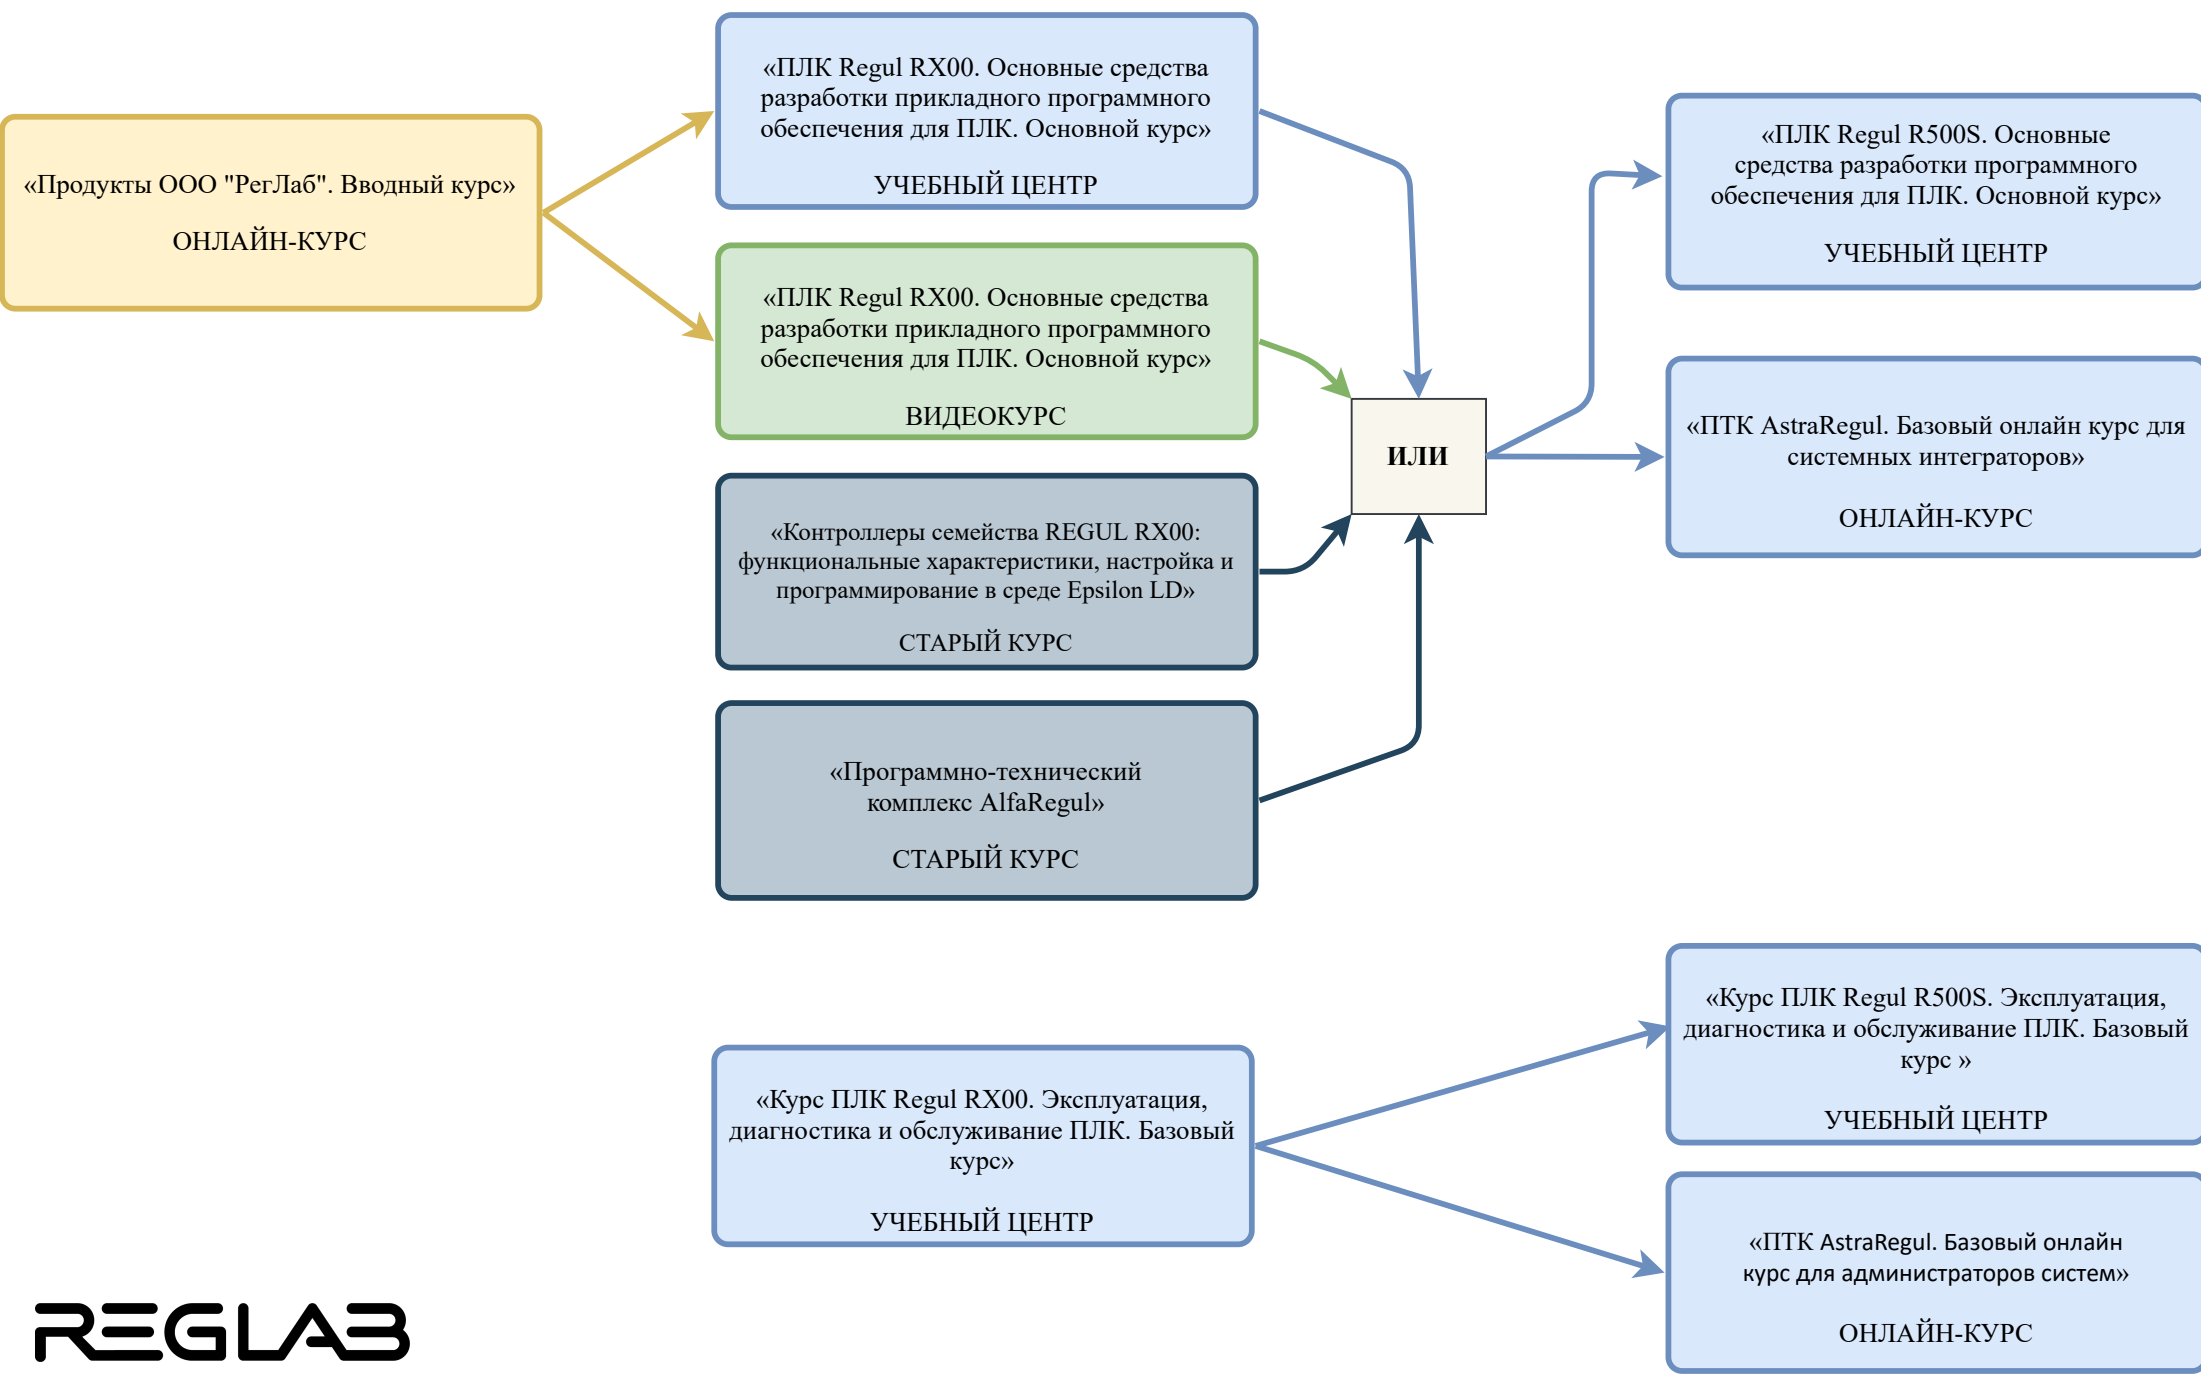 «Продукты ООО "РегЛаб". Вводный курс»
ОНЛАЙН-КУРС
«ПЛК Regul RX00. Основные средства
разработки прикладного программного
обеспечения для ПЛК. Основной курс»
УЧЕБНЫЙ ЦЕНТР
«ПЛК Regul RX00. Основные средства
разработки прикладного программного
обеспечения для ПЛК. Основной курс»
ВИДЕОКУРС
«Контроллеры семейства REGUL RX00:
функциональные характеристики, настройка и
программирование в среде Epsilon LD»
СТАРЫЙ КУРС
«Программно-технический
комплекс AlfaRegul»
СТАРЫЙ КУРС
ИЛИ
«ПЛК Regul R500S. Основные
средства разработки программного
обеспечения для ПЛК. Основной курс»
УЧЕБНЫЙ ЦЕНТР
«ПТК AstraRegul. Базовый онлайн курс для
системных интеграторов»
ОНЛАЙН-КУРС
«Курс ПЛК Regul RX00. Эксплуатация,
диагностика и обслуживание ПЛК. Базовый
курс»
УЧЕБНЫЙ ЦЕНТР
«Курс ПЛК Regul R500S. Эксплуатация,
диагностика и обслуживание ПЛК. Базовый
курс »
УЧЕБНЫЙ ЦЕНТР
«ПТК AstraRegul. Базовый онлайн
курс для администраторов систем»
ОНЛАЙН-КУРС
REGLAB